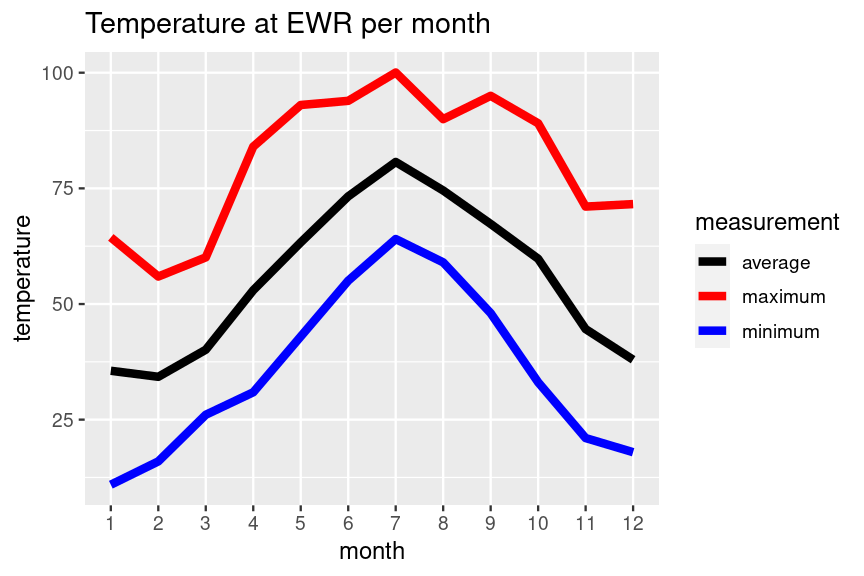 Temperature at EWR per month
100
75
50
25
temperature
1 2 3 4 5 6 7 8 9 10 11 12
month
measurement
average
maximum
minimum